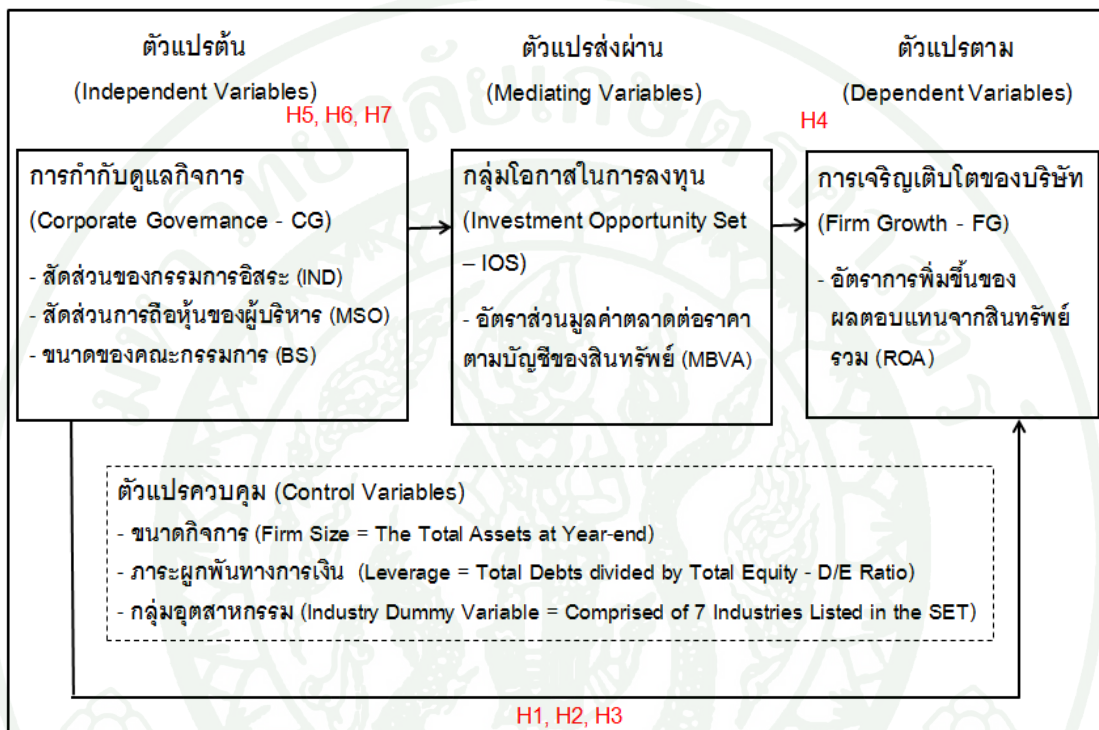 ตัวแปรต้น
(Independent Variables)
ตัวแปรส่งผ่าน
(Mediating Variables)
ตัวแปรตาม
(Dependent Variables)
H5, H6, H7
H4
การกำกับดูแลกิจการ
(Corporate Governance - CG)
- สัดส่วนของกรรมการอิสระ (IND)
- สัดส่วนการถือหุ้นของผู้บริหาร (MSO)
- ขนาดของคณะกรรมการ (BS)
กลุ่มโอกาสในการลงทุน
(Investment Opportunity Set
– IOS)
- อัตราส่วนมูลค่าตลาดต่อราคา
ตามบัญชีของสินทรัพย์ (MBVA)
การเจริญเติบโตของบริษัท
(Firm Growth - FG)
- อัตราการพิ่มขึ้นของ
ผลตอบแทนจากสินทรัพย์
รวม (ROA)
ตัวแปรควบคุม (Control Variables)
- ขนาดกิจการ (Firm Size = The Total Assets at Year-end)
- ภาระผูกพันทางการเงิน (Leverage = Total Debts divided by Total Equity - D/E Ratio)
- กลุ่มอุตสาหกรรม (Industry Dummy Variable = Comprised of 7 Industries Listed in the SET)
H1, H2, H3